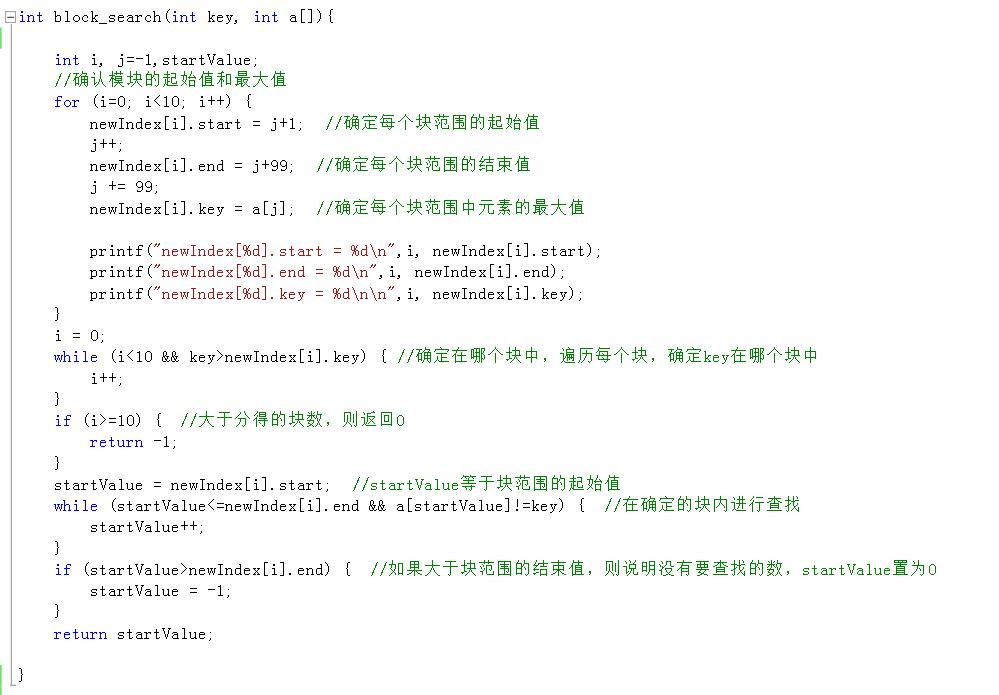 int block_search(int key, int a[]){
int i, j=-1,startValue;
//确认模块的起始值和最大值
for (i=0; i<10; i++) {
newIndex[i].start = j+1; //确定每个块范围的起始值
j++;
newIndex[i].end = j+99; //确定每个块范围的结束值
j += 99;
newIndex[i].key = a[j]; //确定每个块范围中元素的最大值
printf("newIndex[%d].start = %d\n",i, newIndex[i].start);
printf("newIndex[%d].end = %d\n",i, newIndex[i].end);
printf("newIndex[%d].key = %d\n\n",i, newIndex[i].key);
}
i = 0;
while (i<10 && key>newIndex[i].key) { //确定在哪个块中，遍历每个块，确定key在哪个块中
i++;
}
if (i>=10) { //大于分得的块数，则返回0
return -1;
}
startValue = newIndex[i].start; //startValue等于块范围的起始值
while (startValue<=newIndex[i].end && a[startValue]!=key) { //在确定的块内进行查找
startValue++;
}
if (startValue>newIndex[i].end) { //如果大于块范围的结束值，则说明没有要查找的数，startValue置为0
startValue = -1;
}
return startValue;
}